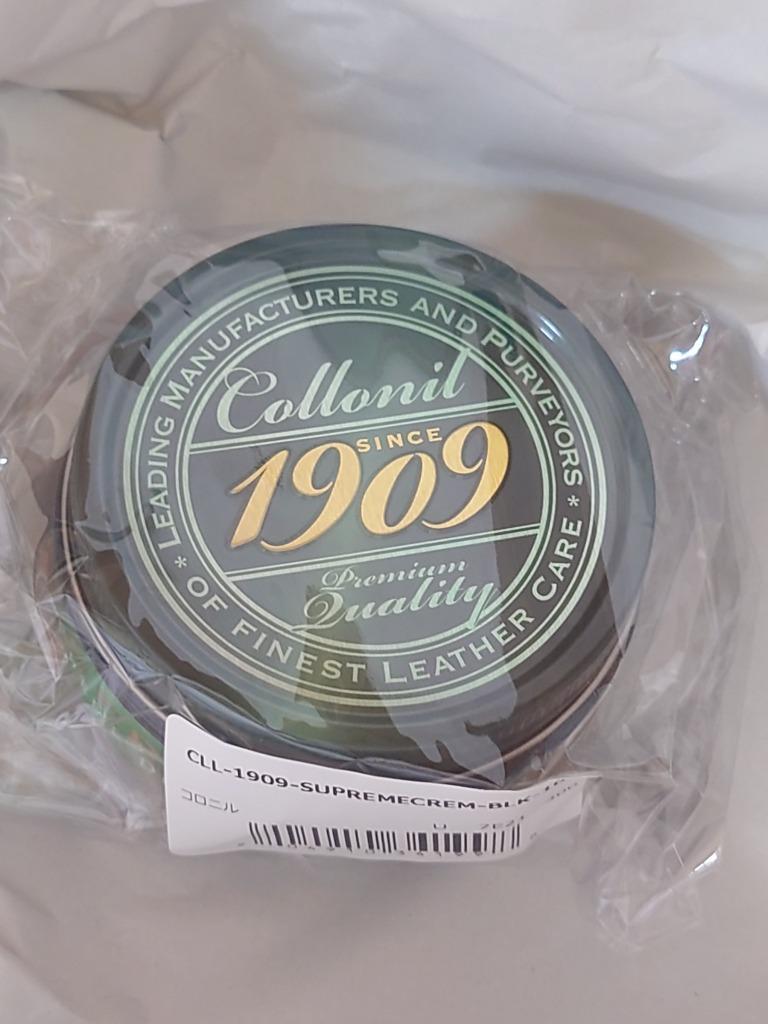 LEADING MANUFACTURERS AND PURVEYORS
Collonil
SINCE
1909
Premium
Quality
* OF FINEST LEATHER CARE *
CLL-1909-SUPREMECREM-BLK-
コロニル